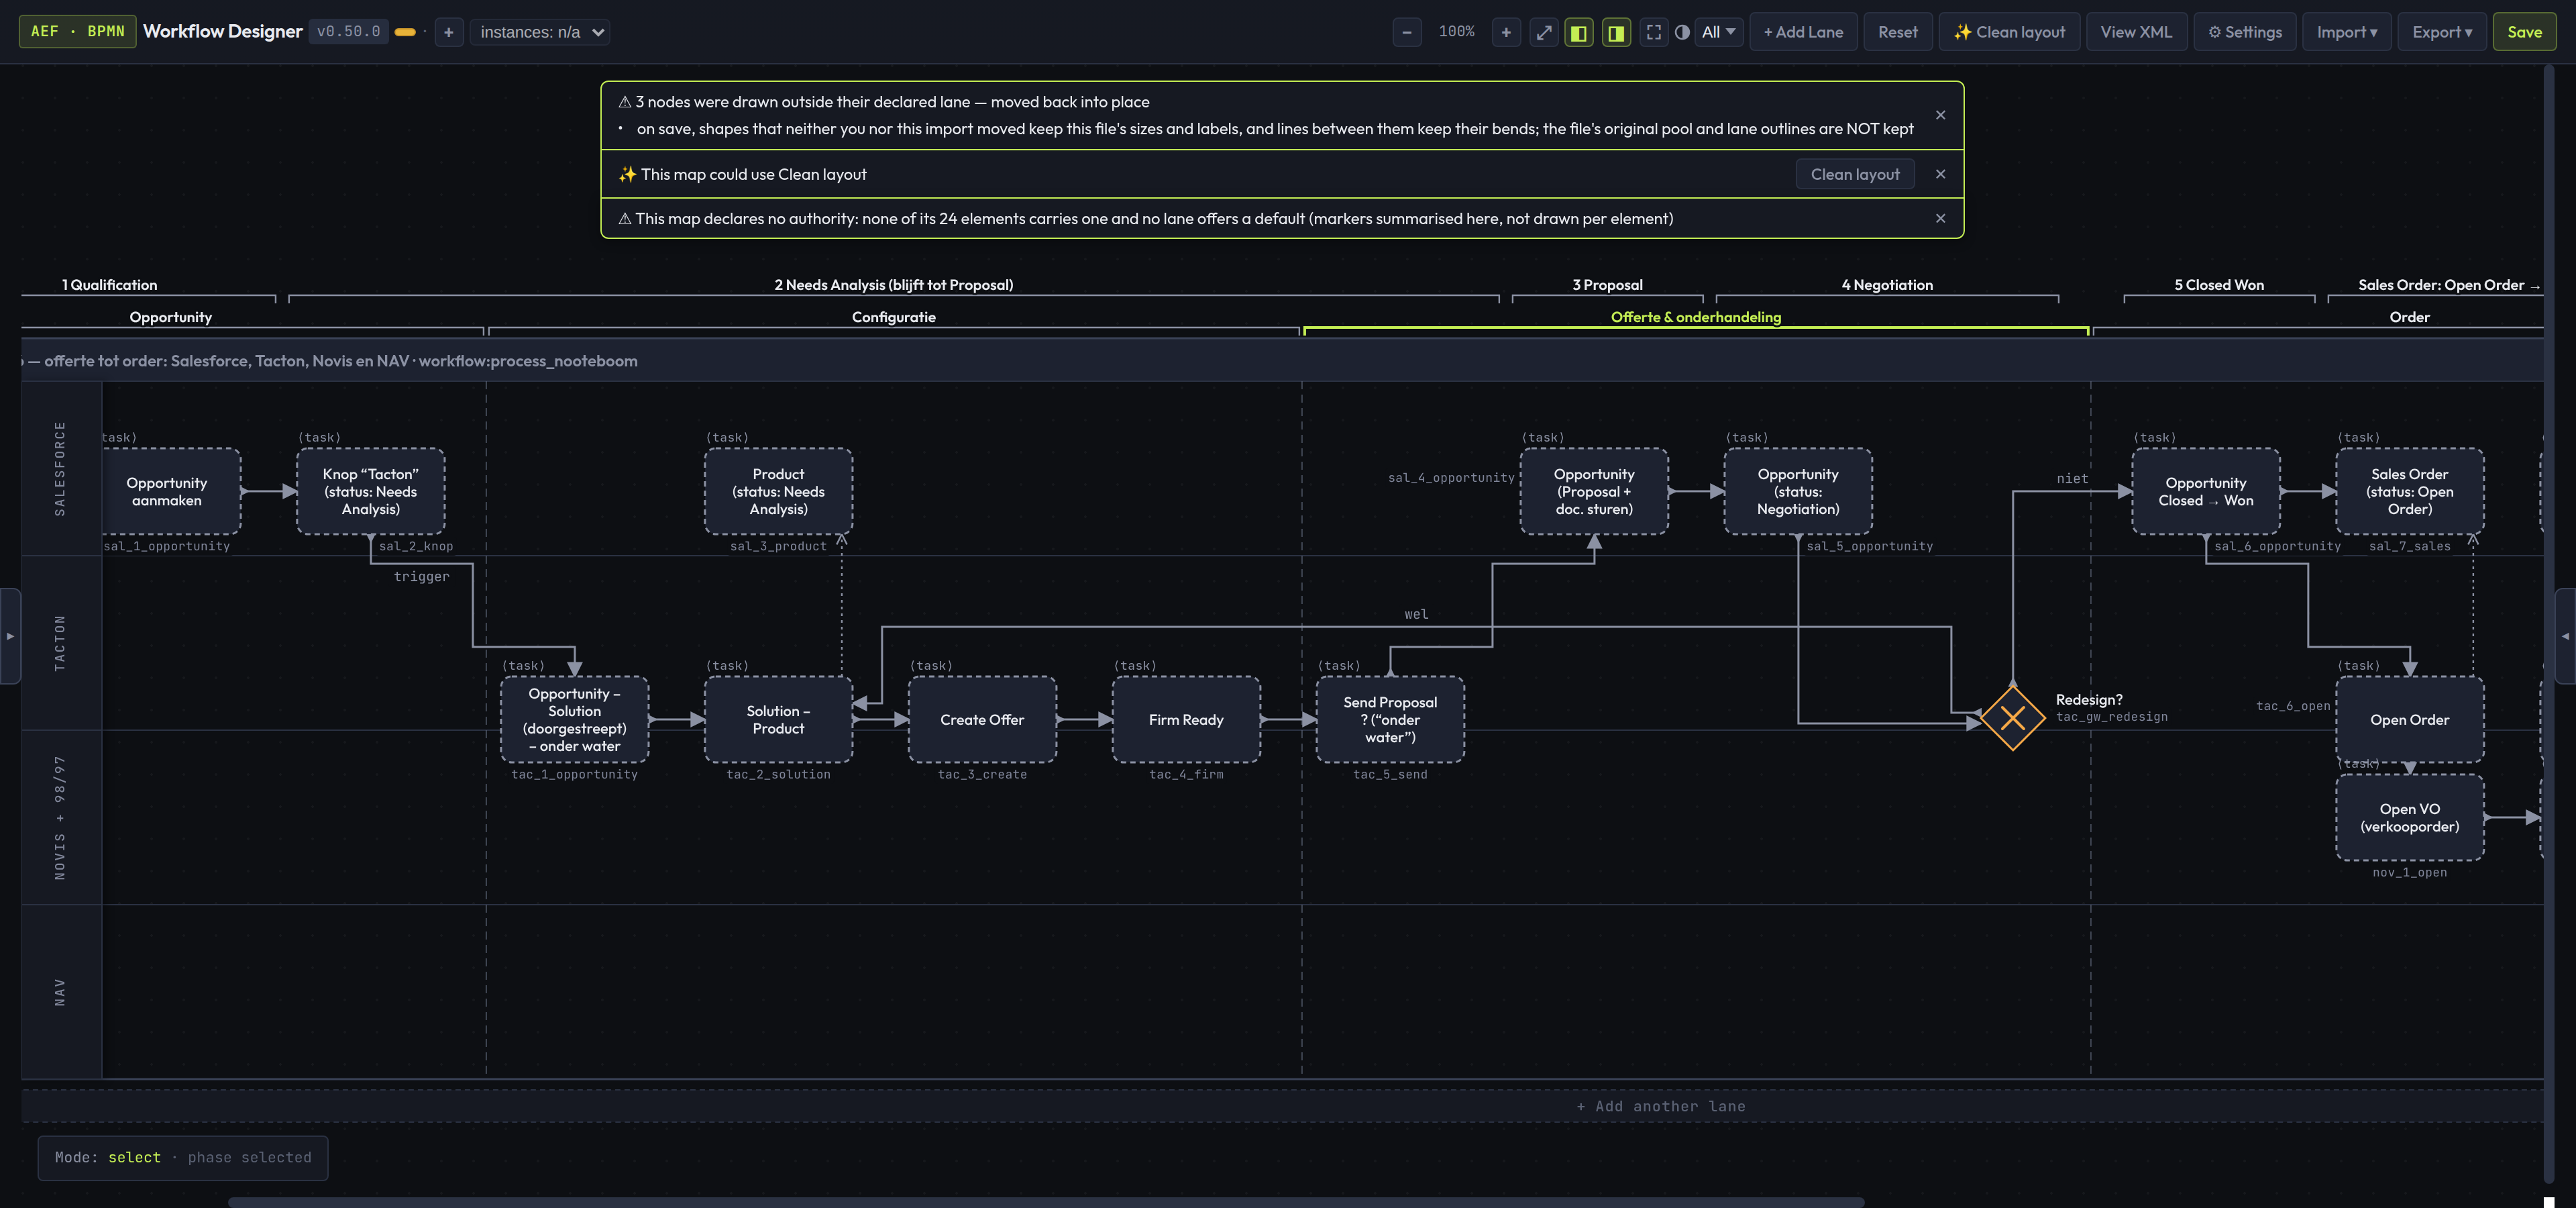 AEF · BPMN Workflow Designer v0.50.0 · + instances: n/a
− 100% + All + Add Lane Reset ✨ Clean layout View XML ⚙ Settings Import ▾ Export ▾ Save
⚠ 3 nodes were drawn outside their declared lane — moved back into place
• on save, shapes that neither you nor this import moved keep this file's sizes and labels, and lines between them keep their bends; the file's original pool and lane outlines are NOT kept
✨ This map could use Clean layout
Clean layout
⚠ This map declares no authority: none of its 24 elements carries one and no lane offers a default (markers summarised here, not drawn per element)
1 Qualification
2 Needs Analysis (blijft tot Proposal)
3 Proposal
4 Negotiation
5 Closed Won
Sales Order: Open Order →
Opportunity
Configuratie
Offerte & onderhandeling
Order
— offerte tot order: Salesforce, Tacton, Novis en NAV · workflow:process_nooteboom
SALESFORCE
task)
Opportunity
aanmaken
sal_1_opportunity
(task)
Knop “Tacton”
(status: Needs
Analysis)
sal_2_knop
trigger
(task)
Product
(status: Needs
Analysis)
sal_3_product
sal_4_opportunity
(task)
Opportunity
(Proposal +
doc. sturen)
(task)
Opportunity
(status:
Negotiation)
sal_5_opportunity
niet
(task)
Opportunity
Closed → Won
sal_6_opportunity
(task)
Sales Order
(status: Open
Order)
sal_7_sales
TACTON
wel
(task)
Opportunity –
Solution
(doorgestreept)
– onder water
tac_1_opportunity
(task)
Solution –
Product
tac_2_solution
(task)
Create Offer
tac_3_create
(task)
Firm Ready
tac_4_firm
(task)
Send Proposal
? (“onder
water”)
tac_5_send
Redesign?
tac_gw_redesign
tac_6_open
(task)
Open Order
NOVIS + 98/97
(task)
Open VO
(verkooporder)
nov_1_open
NAV
+ Add another lane
Mode: select · phase selected